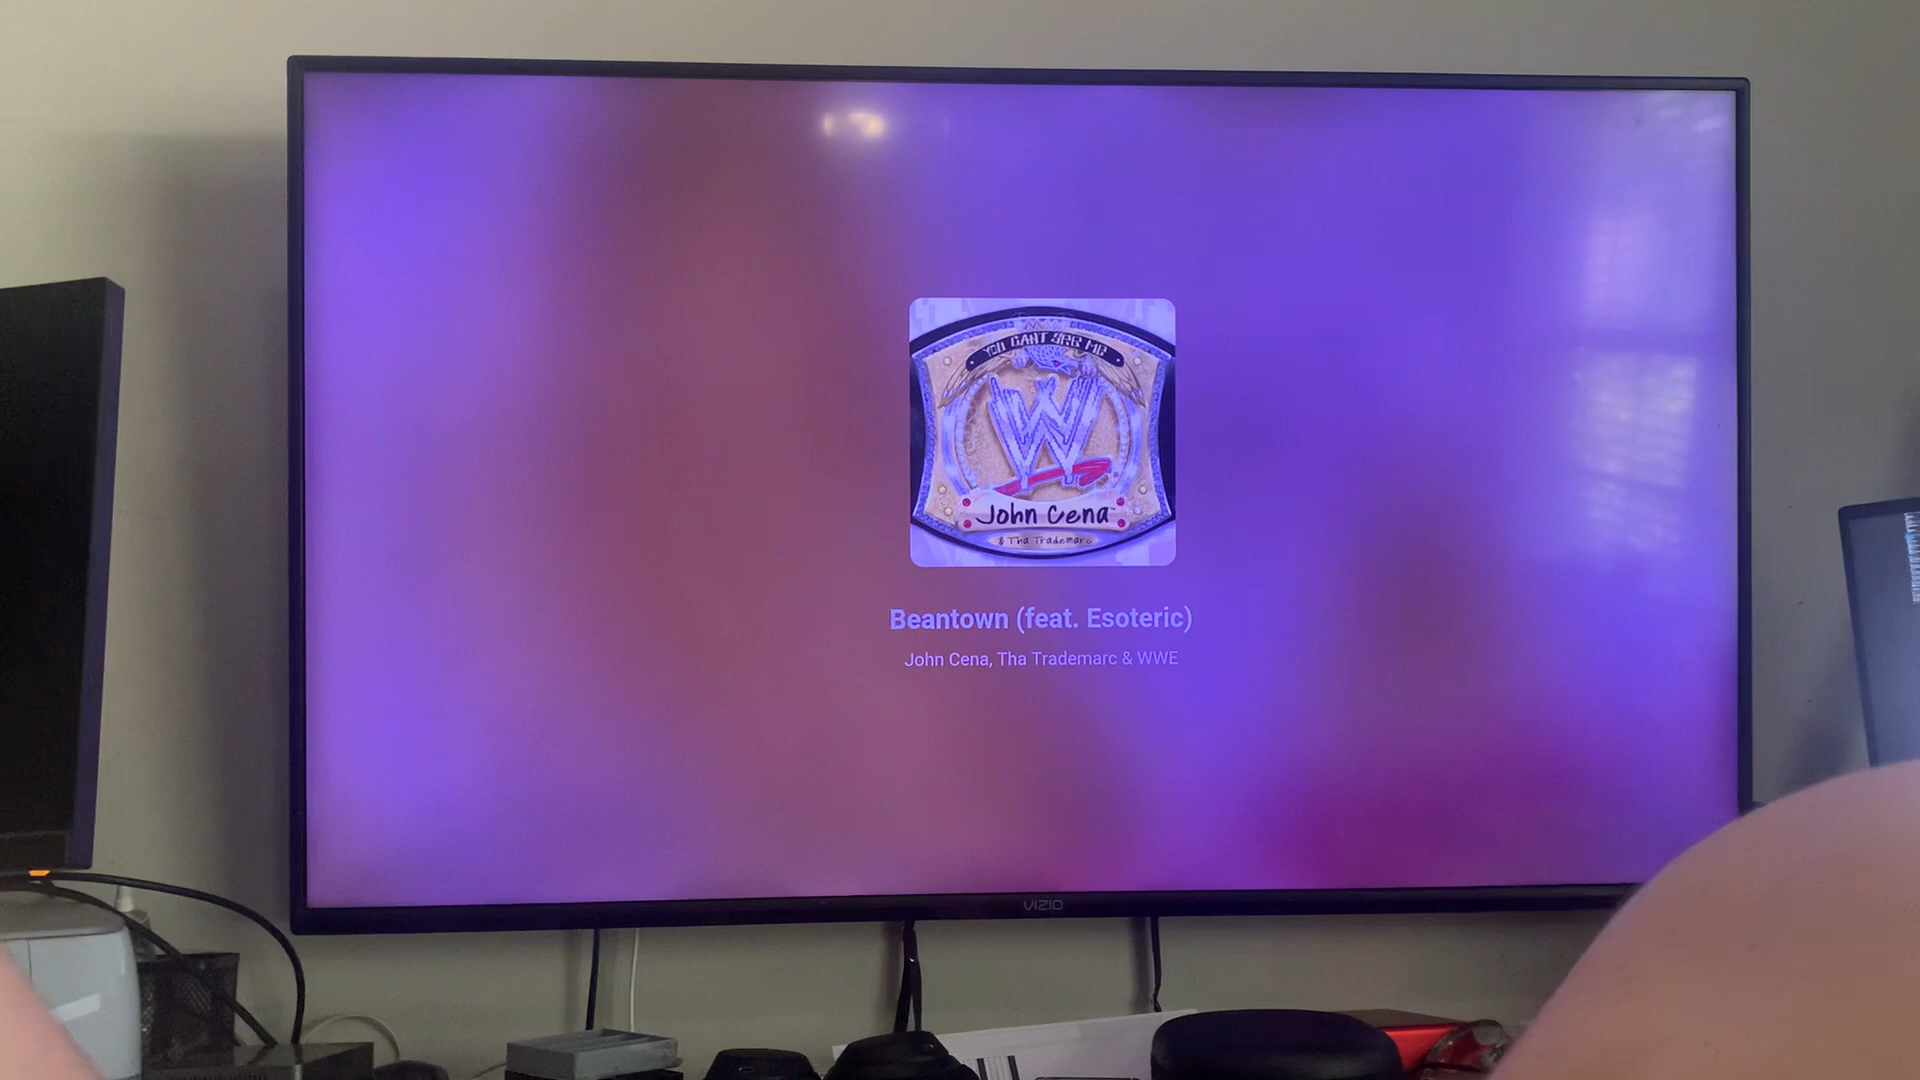 YOU CAN'T SEE ME
W
John Cena
& Tha Trademarc
Beantown (feat. Esoteric)
John Cena, Tha Trademarc & WWE
VIZIO